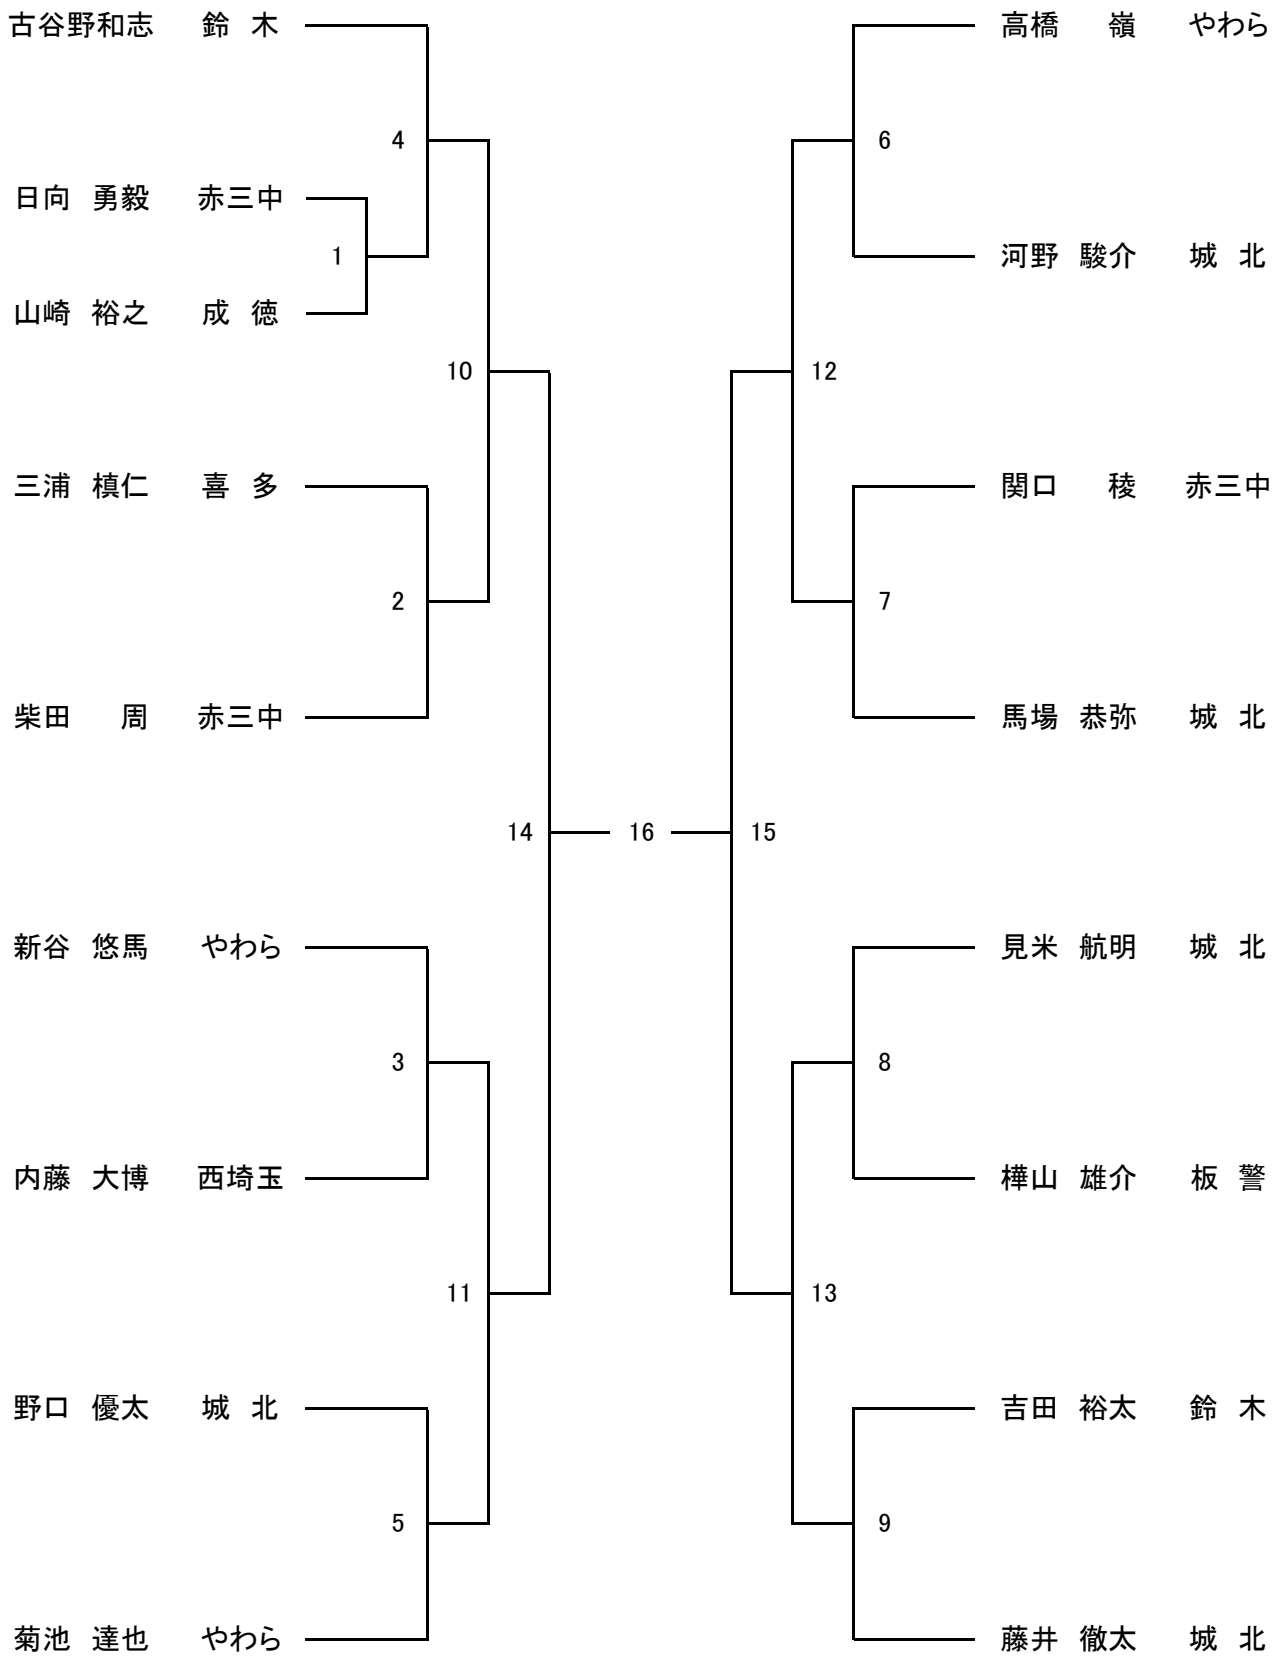 古谷野和志 鈴 木
4
日向 勇毅 赤三中
1
山崎 裕之 成 徳
10
三浦 槙仁 喜 多
2
柴田 周 赤三中
14
新谷 悠馬 やわら
3
内藤 大博 西埼玉
11
野口 優太 城 北
5
菊池 達也 やわら
16
高橋 嶺 やわら
6
河野 駿介 城 北
12
関口 稜 赤三中
7
馬場 恭弥 城 北
15
見米 航明 城 北
8
樺山 雄介 板 警
13
吉田 裕太 鈴 木
9
藤井 徹太 城 北